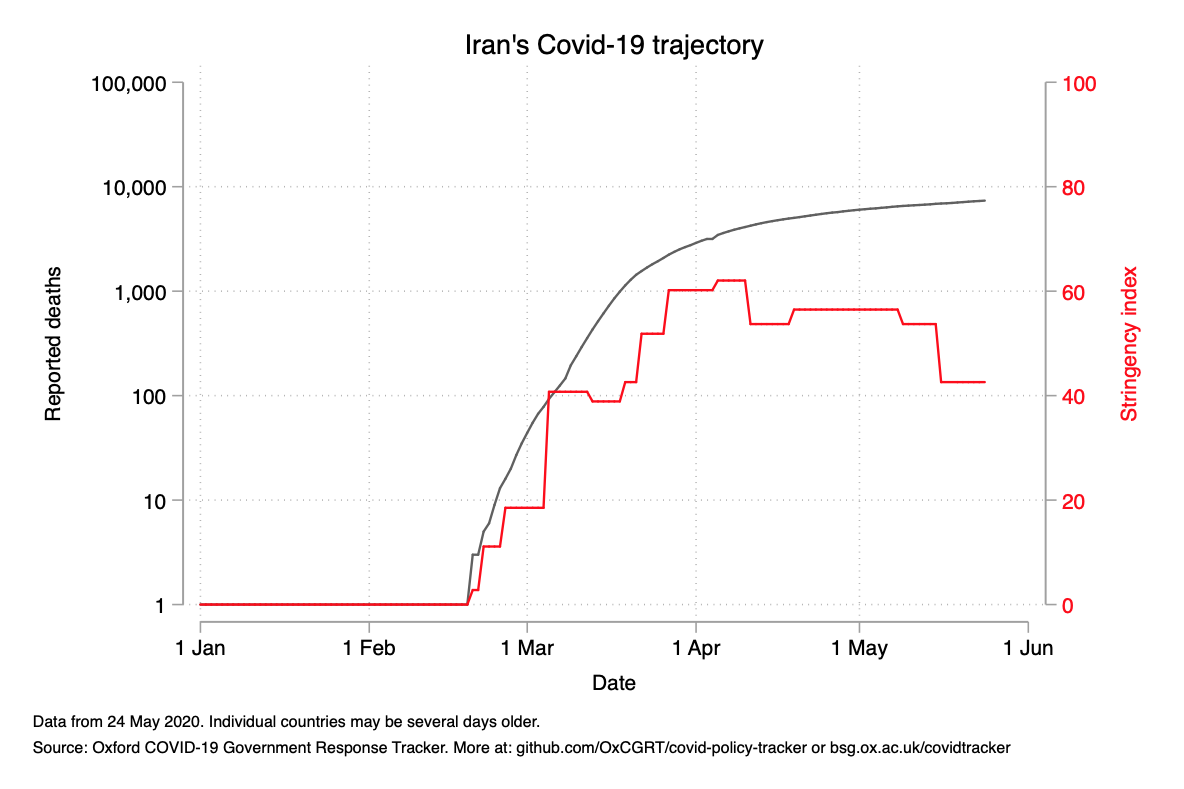 Iran's Covid-19 trajectory
100,000
10,000
1,000
100
10
1
Reported deaths
100
80
60
40
20
0
Stringency index
1 Jan
1 Feb
1 Mar
1 Apr
1 May
1 Jun
Date
Data from 24 May 2020. Individual countries may be several days older.
Source: Oxford COVID-19 Government Response Tracker. More at: github.com/OxCGRT/covid-policy-tracker or bsg.ox.ac.uk/covidtracker